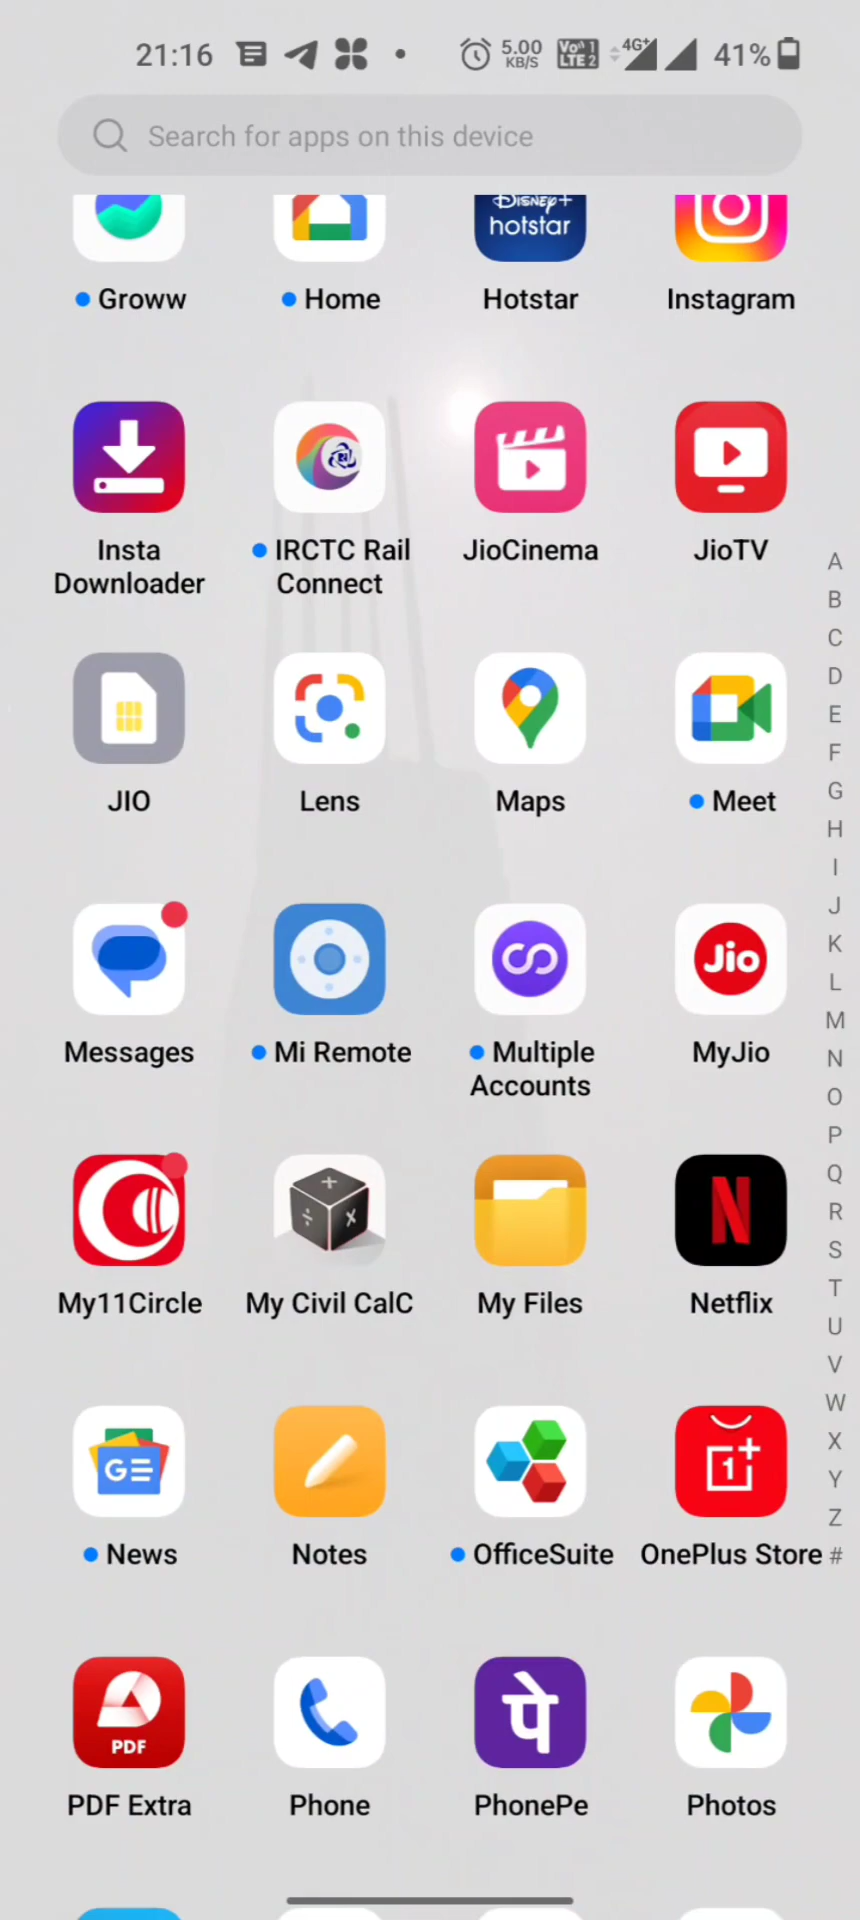 21:16 5.00 KB/S Vo 1 LTE 2 4G+ 41%
Search for apps on this device
Disney+
hotstar
Groww Home Hotstar Instagram
Insta Downloader
IRCTC Rail Connect
JioCinema
JioTV
JIO Lens Maps Meet
Jio
Messages
Mi Remote
Multiple Accounts
MyJio
+ ÷ x
N
My11Circle My Civil CalC My Files Netflix
GE
1+
News Notes OfficeSuite OnePlus Store
PDF
पे
PDF Extra Phone PhonePe Photos
A
B
C
D
E
F
G
H
I
J
K
L
M
N
O
P
Q
R
S
T
U
V
W
X
Y
Z
#